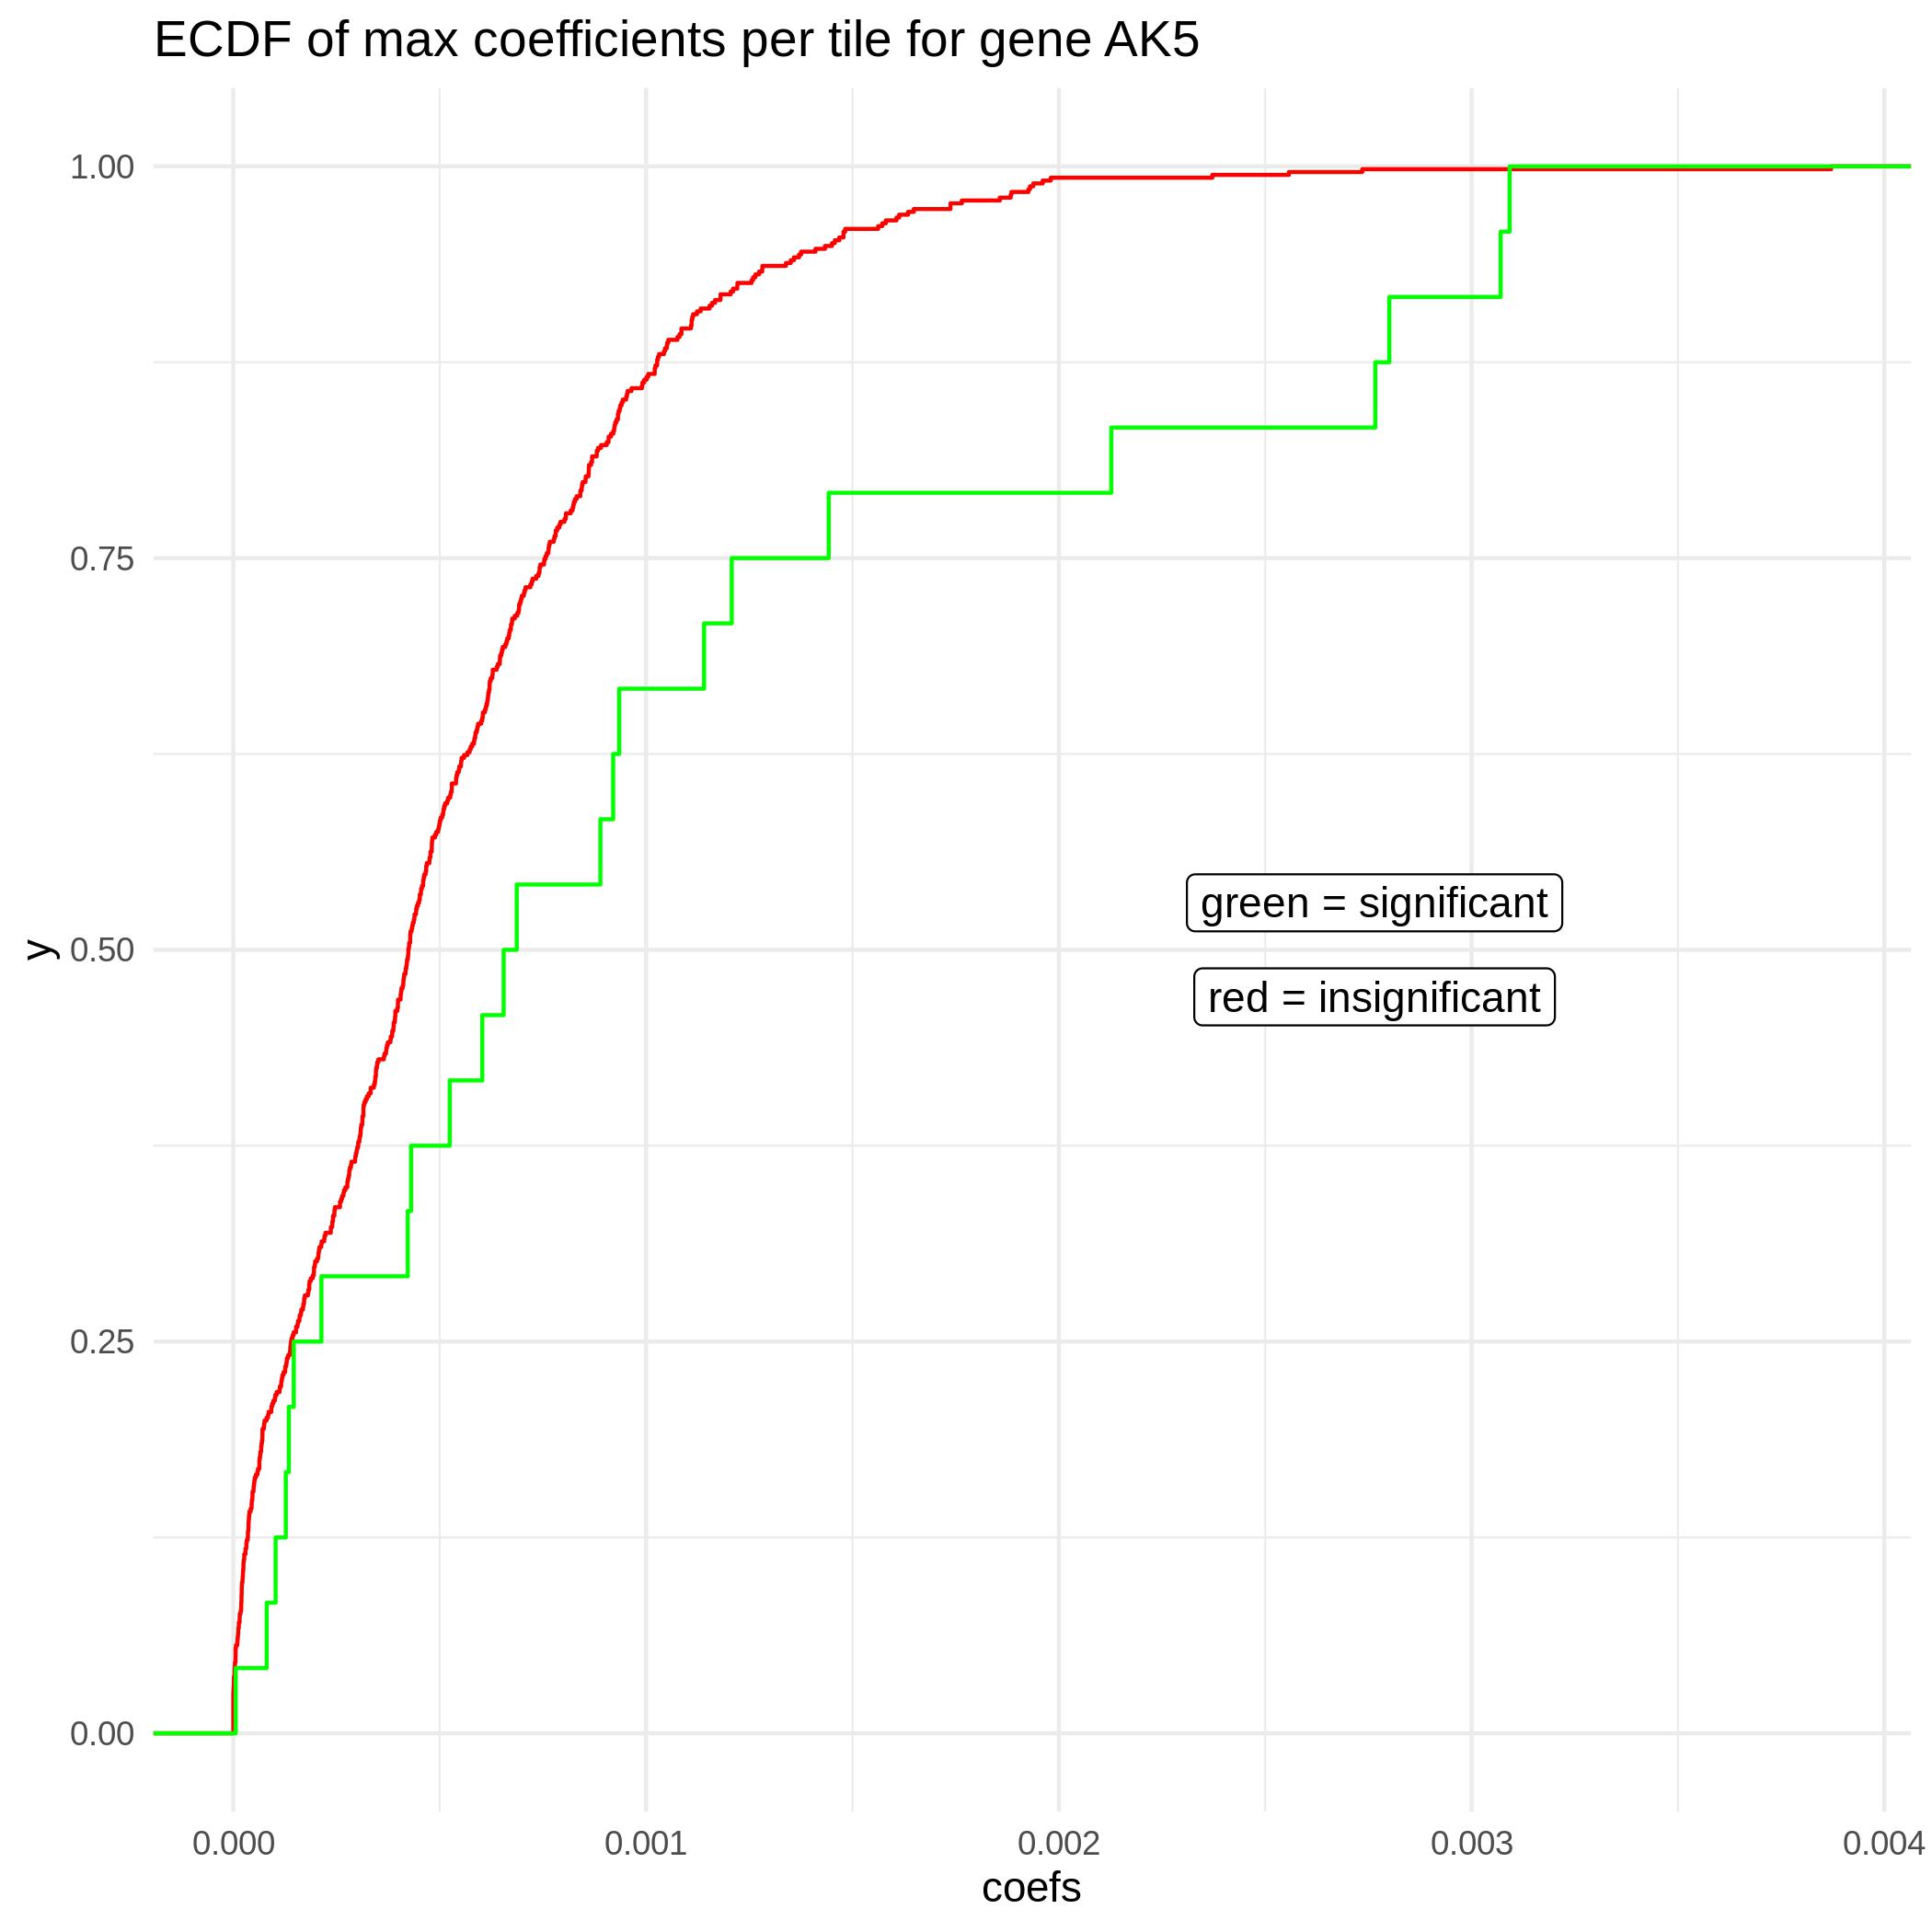 ECDF of max coefficients per tile for gene AK5
1.00
0.75
0.50
0.25
0.00
y
green = significant
red = insignificant
0.000 0.001 0.002 0.003 0.004
coefs